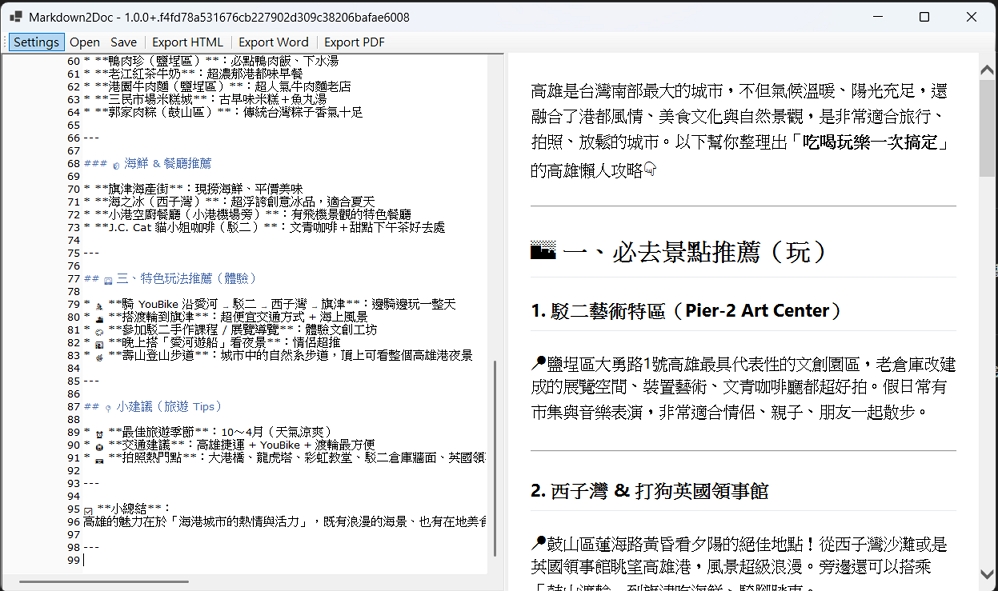 Markdown2Doc - 1.0.0+.f4fd78a531676cb227902d309c38206bafae6008
Settings Open Save Export HTML Export Word Export PDF
60 * **鴨肉珍（鹽埕區）**：必點鴨肉飯、下水湯
61 * **老江紅茶牛奶**：超濃郁港都味早餐
62 * **港園牛肉麵（鹽埕區）**：超人氣牛肉麵老店
63 * **三民市場米糕城**：古早味米糕＋魚丸湯
64 * **郭家肉粽（鼓山區）**：傳統台灣粽子香氣十足
65
66 ---
67
68 ### 海鮮 & 餐廳推薦
69
70 * **旗津海產街**：現撈海鮮、平價美味
71 * **海之冰（西子灣）**：超浮誇創意冰品，適合夏天
72 * **小港空廚餐廳（小港機場旁）**：有飛機景觀的特色餐廳
73 * **J.C. Cat 貓小姐咖啡（駁二）**：文青咖啡＋甜點下午茶好去處
74
75 ---
76
77 ## 三、特色玩法推薦（體驗）
78
79 * **騎 YouBike 沿愛河 → 駁二 → 西子灣 → 旗津**：邊騎邊玩一整天
80 * **搭渡輪到旗津**：超便宜交通方式 + 海上風景
81 * **參加駁二手作課程 / 展覽導覽**：體驗文創工坊
82 * **晚上搭「愛河遊船」看夜景**：情侶超推
83 * **壽山登山步道**：城市中的自然系步道，頂上可看整個高雄港夜景
84
85 ---
86
87 ## 小建議（旅遊 Tips）
88
89 * **最佳旅遊季節**：10～4月（天氣涼爽）
90 * **交通建議**：高雄捷運 + YouBike + 渡輪最方便
91 * **拍照熱門點**：大港橋、龍虎塔、彩虹教堂、駁二倉庫牆面、英國領
92
93 ---
94
95 ☑ **小總結**：
96 高雄的魅力在於「海港城市的熱情與活力」，既有浪漫的海景、也有在地美食
97
98 ---
99
高雄是台灣南部最大的城市，不但氣候溫暖、陽光充足，還
融合了港都風情、美食文化與自然景觀，是非常適合旅行、
拍照、放鬆的城市。以下幫你整理出「吃喝玩樂一次搞定」
的高雄懶人攻略👇
🏙 一、必去景點推薦（玩）
1. 駁二藝術特區（Pier-2 Art Center）
📍鹽埕區大勇路1號高雄最具代表性的文創園區，老倉庫改建
成的展覽空間、裝置藝術、文青咖啡廳都超好拍。假日常有
市集與音樂表演，非常適合情侶、親子、朋友一起散步。
2. 西子灣 & 打狗英國領事館
📍鼓山區蓮海路黃昏看夕陽的絕佳地點！從西子灣沙灘或是
英國領事館眺望高雄港，風景超級浪漫。旁邊還可以搭乘
「鼓山渡輪」到旗津吃海鮮、騎腳踏車。